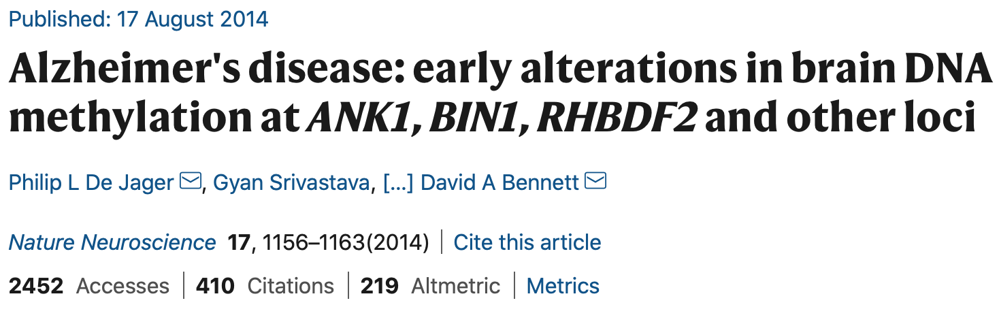 Published: 17 August 2014
Alzheimer's disease: early alterations in brain DNA
methylation at ANK1, BIN1, RHBDF2 and other loci
Philip L De Jager, Gyan Srivastava, [...] David A Bennett
Nature Neuroscience 17, 1156–1163(2014) | Cite this article
2452 Accesses | 410 Citations | 219 Altmetric | Metrics